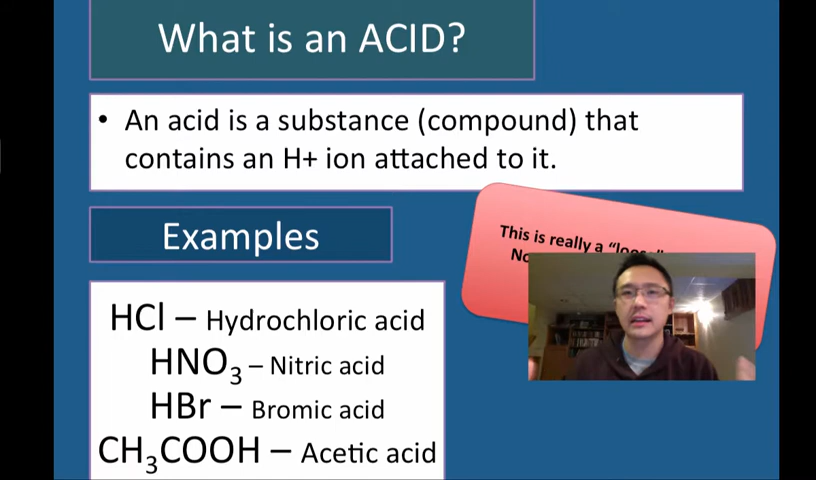 What is an ACID?
• An acid is a substance (compound) that
contains an H+ ion attached to it.
Examples
This is really a "loose"
HCl – Hydrochloric acid
HNO3 – Nitric acid
HBr – Bromic acid
CH3COOH – Acetic acid